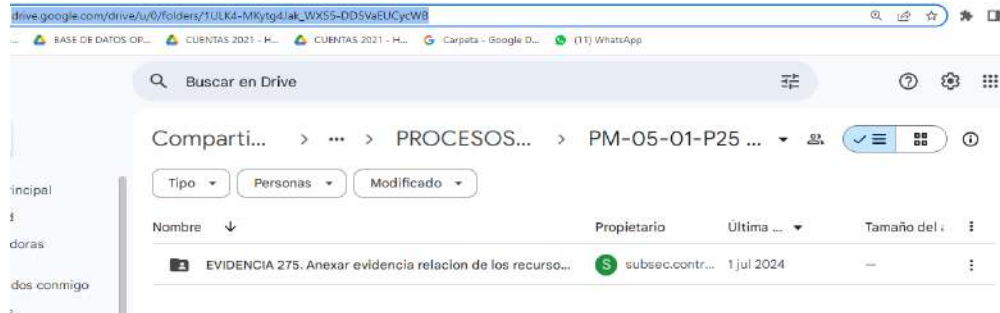 drive.google.com/drive/u/0/folders/1ULK4-MKytg4Jak_WX55-DD5VaEUCycWB
BASE DE DATOS OP... CUENTAS 2021 - H... CUENTAS 2021 - H... Carpeta - Google D... (11) WhatsApp
Buscar en Drive
Comparti... > ... > PROCESOS... > PM-05-01-P25 ...
Tipo Personas Modificado
incipal
Nombre Propietario Última ... Tamaño del
doras
EVIDENCIA 275. Anexar evidencia relacion de los recurso... S subsec.contr... 1 jul 2024 —
dos conmigo